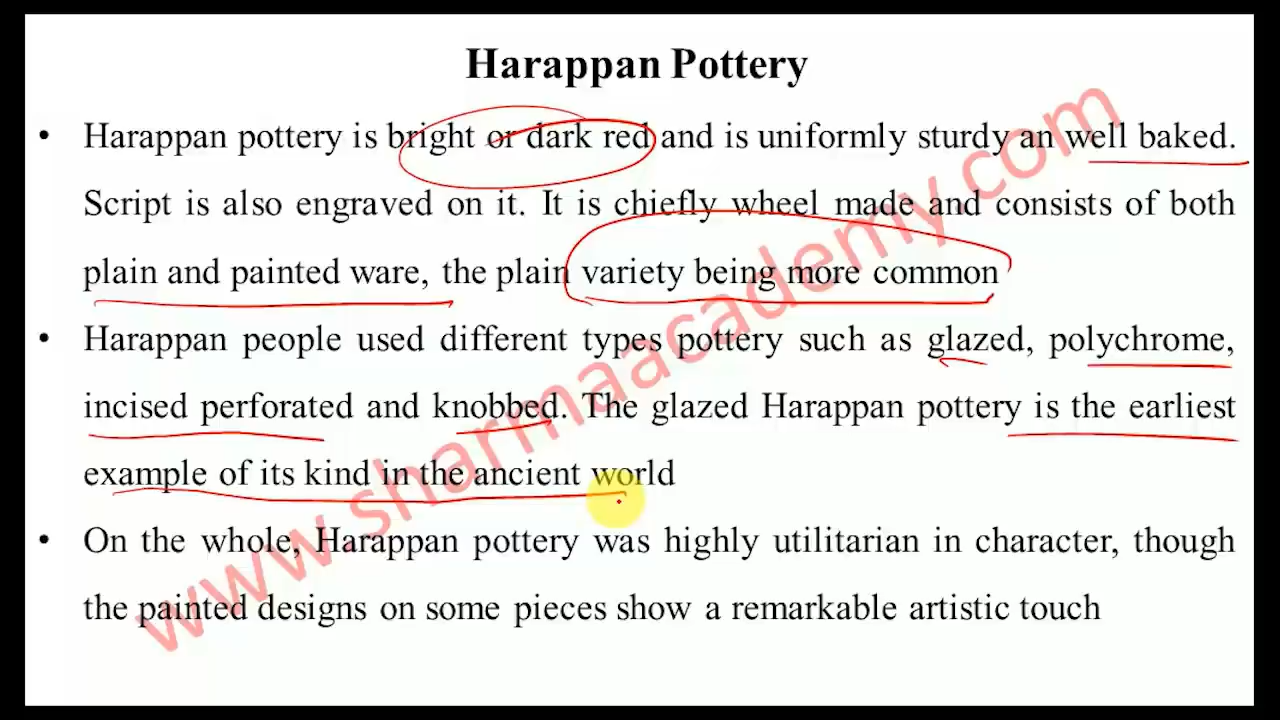 Harappan Pottery
• Harappan pottery is bright or dark red and is uniformly sturdy an well baked.
Script is also engraved on it. It is chiefly wheel made and consists of both
plain and painted ware, the plain variety being more common
• Harappan people used different types pottery such as glazed, polychrome,
incised perforated and knobbed. The glazed Harappan pottery is the earliest
example of its kind in the ancient world
• On the whole, Harappan pottery was highly utilitarian in character, though
the painted designs on some pieces show a remarkable artistic touch
www.sharmaacademy.com